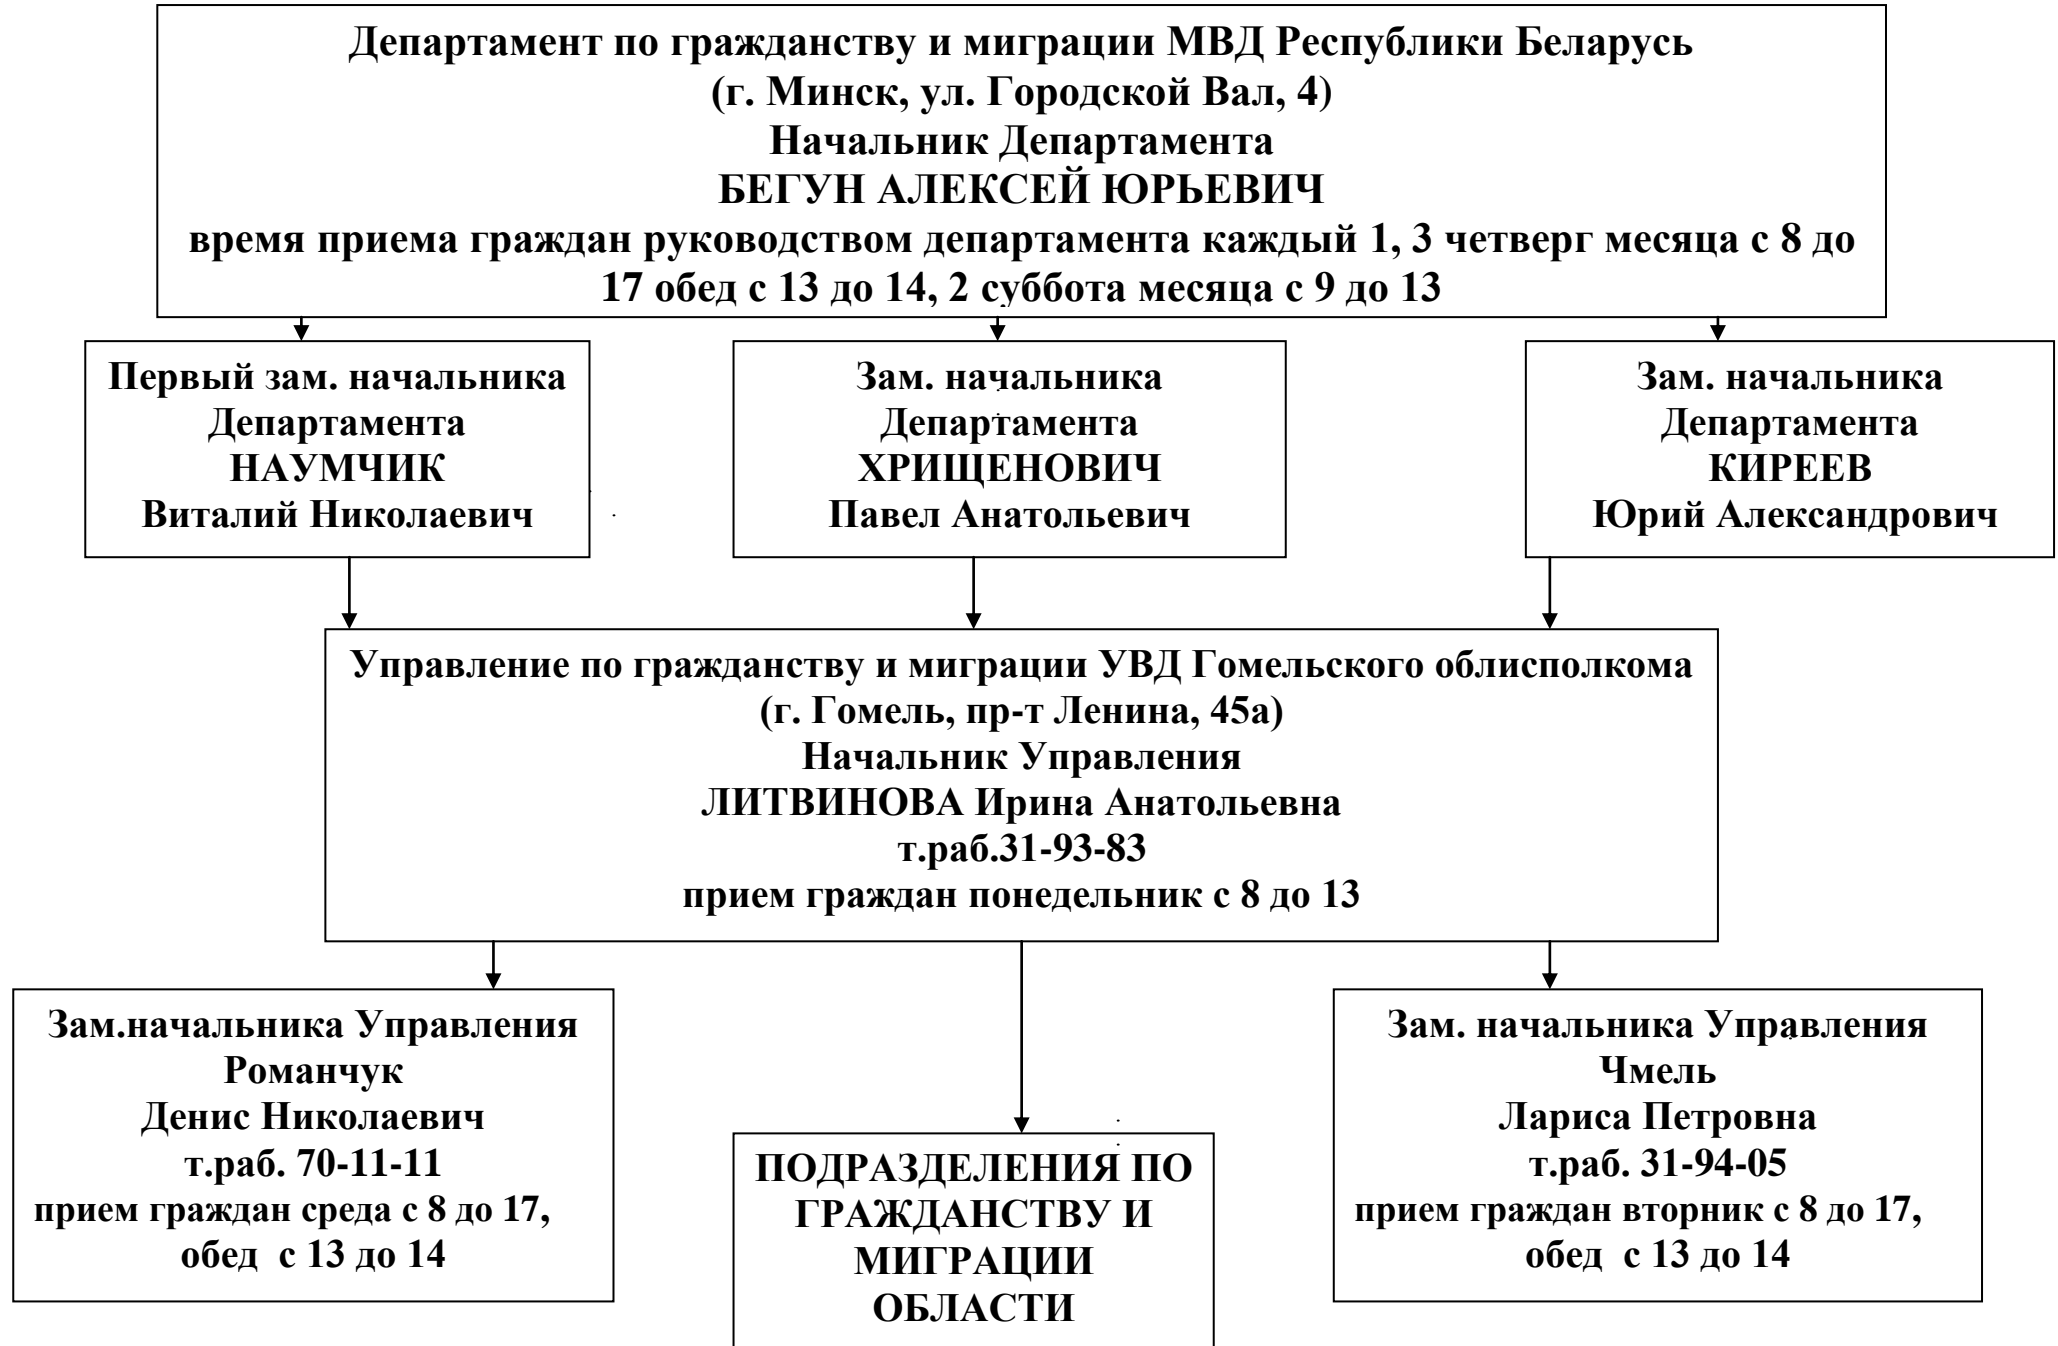 Департамент по гражданству и миграции МВД Республики Беларусь
(г. Минск, ул. Городской Вал, 4)
Начальник Департамента
БЕГУН АЛЕКСЕЙ ЮРЬЕВИЧ
время приема граждан руководством департамента каждый 1, 3 четверг месяца с 8 до
17 обед с 13 до 14, 2 суббота месяца с 9 до 13
Первый зам. начальника
Департамента
НАУМЧИК
Виталий Николаевич
Зам. начальника
Департамента
ХРИЩЕНОВИЧ
Павел Анатольевич
Зам. начальника
Департамента
КИРЕЕВ
Юрий Александрович
Управление по гражданству и миграции УВД Гомельского облисполкома
(г. Гомель, пр-т Ленина, 45а)
Начальник Управления
ЛИТВИНОВА Ирина Анатольевна
т.раб.31-93-83
прием граждан понедельник с 8 до 13
Зам.начальника Управления
Романчук
Денис Николаевич
т.раб. 70-11-11
прием граждан среда с 8 до 17,
обед с 13 до 14
ПОДРАЗДЕЛЕНИЯ ПО
ГРАЖДАНСТВУ И
МИГРАЦИИ
ОБЛАСТИ
Зам. начальника Управления
Чмель
Лариса Петровна
т.раб. 31-94-05
прием граждан вторник с 8 до 17,
обед с 13 до 14